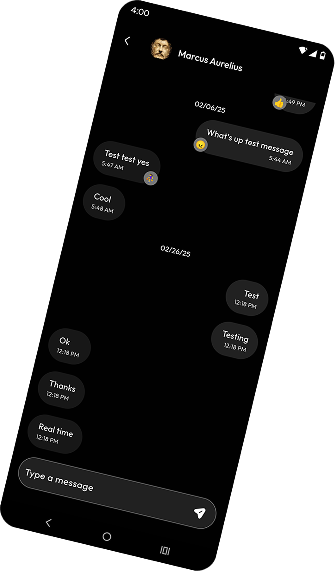 4:00
Marcus Aurelius
:49 PM
02/06/25
What's up test message
5:44 AM
Test test yes
5:47 AM
Cool
5:48 AM
02/26/25
Test
12:18 PM
Testing
12:18 PM
Ok
12:18 PM
Thanks
12:18 PM
Real time
12:18 PM
Type a message